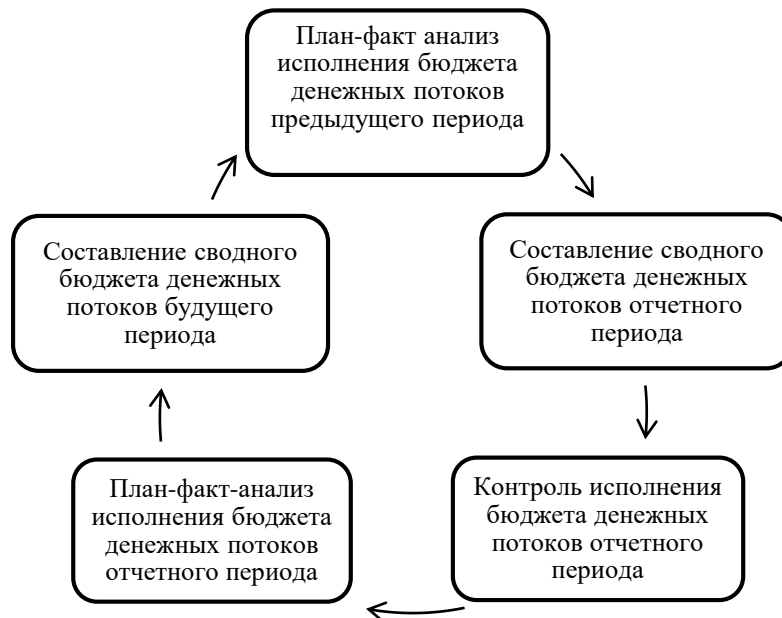 План-факт анализ
исполнения бюджета
денежных потоков
предыдущего периода
Составление сводного
бюджета денежных
потоков отчетного
периода
Контроль исполнения
бюджета денежных
потоков отчетного
периода
План-факт-анализ
исполнения бюджета
денежных потоков
отчетного периода
Составление сводного
бюджета денежных
потоков будущего
периода